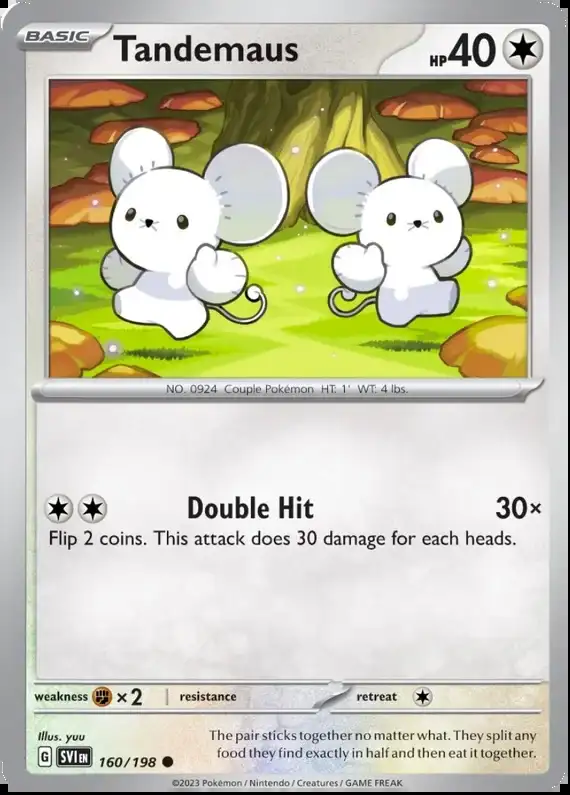 BASIC Tandemaus HP 40
NO. 0924 Couple Pokémon HT: 1' WT: 4 lbs.
Double Hit 30×
Flip 2 coins. This attack does 30 damage for each heads.
weakness ×2 resistance retreat
Illus. yuu
The pair sticks together no matter what. They split any
food they find exactly in half and then eat it together.
G SVI EN 160/198
©2023 Pokémon / Nintendo / Creatures / GAME FREAK